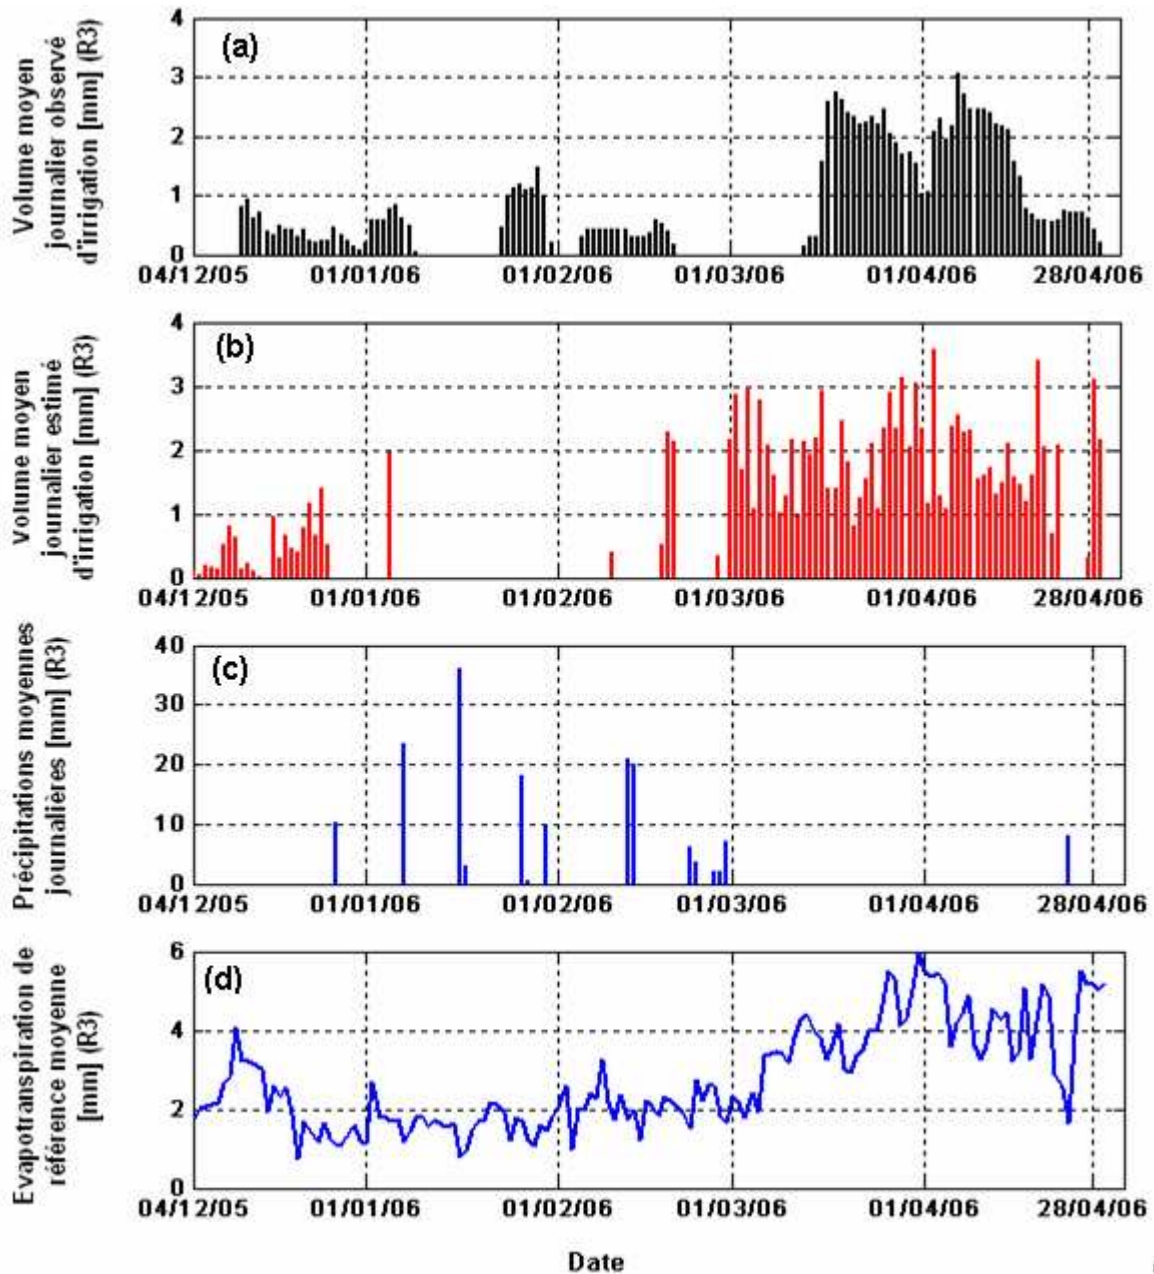 Volume moyen
journalier observé
d'irrigation [mm] (R3)
(a)
4
3
2
1
0
04/12/05 01/01/06 01/02/06 01/03/06 01/04/06 28/04/06
Volume moyen
journalier estimé
d'irrigation [mm] (R3)
(b)
4
3
2
1
0
04/12/05 01/01/06 01/02/06 01/03/06 01/04/06 28/04/06
Précipitations moyennes
journalières [mm] (R3)
(c)
40
30
20
10
0
04/12/05 01/01/06 01/02/06 01/03/06 01/04/06 28/04/06
Evapotranspiration de
référence moyenne
[mm] (R3)
(d)
6
4
2
0
04/12/05 01/01/06 01/02/06 01/03/06 01/04/06 28/04/06
Date